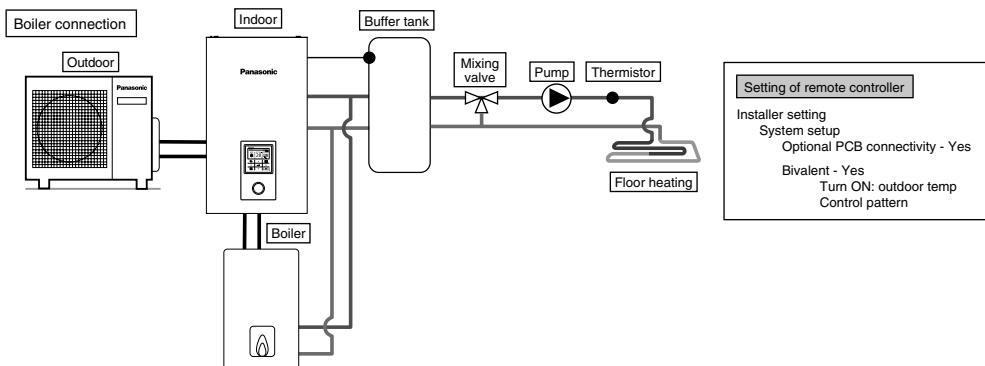 Boiler connection
Indoor
Buffer tank
Outdoor
Panasonic
Panasonic
Mixing
valve
Pump
Thermistor
Floor heating
Boiler
Setting of remote controller
Installer setting
System setup
Optional PCB connectivity - Yes
Bivalent - Yes
Turn ON: outdoor temp
Control pattern